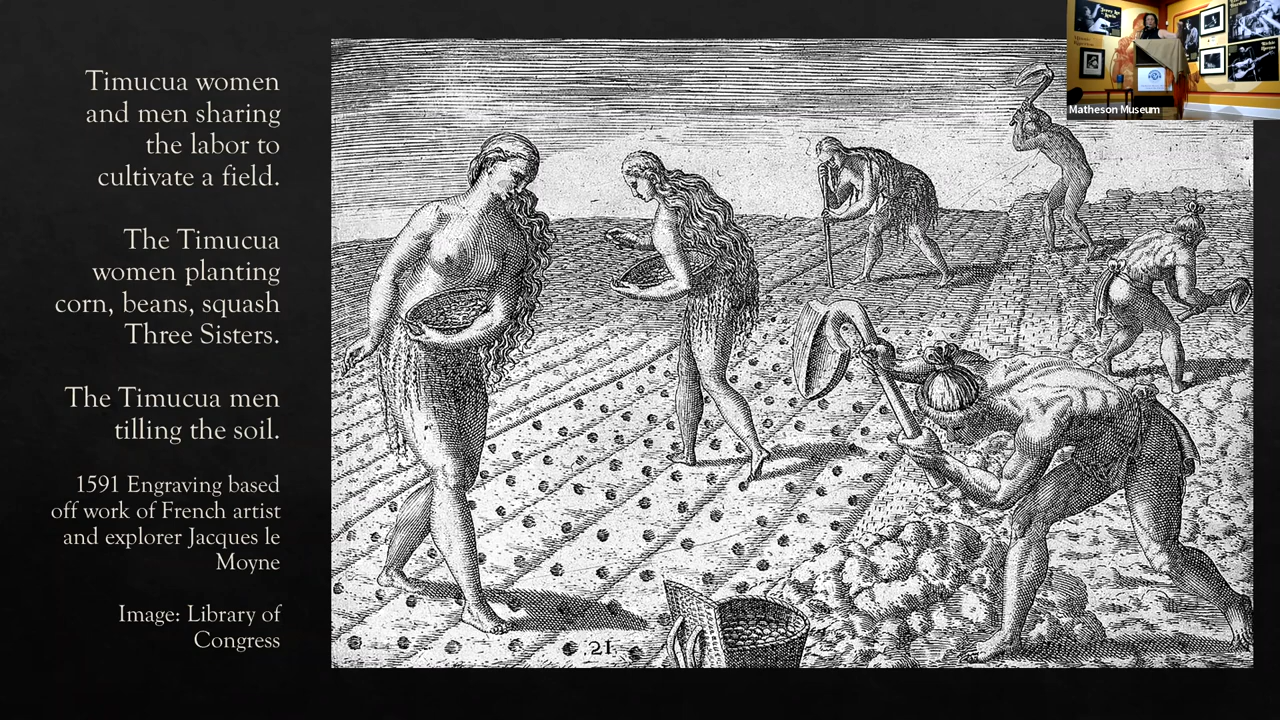 Timucua women
and men sharing
the labor to
cultivate a field.
The Timucua
women planting
corn, beans, squash
Three Sisters.
The Timucua men
tilling the soil.
1591 Engraving based
off work of French artist
and explorer Jacques le
Moyne
Image: Library of
Congress
21.
Matheson Museum